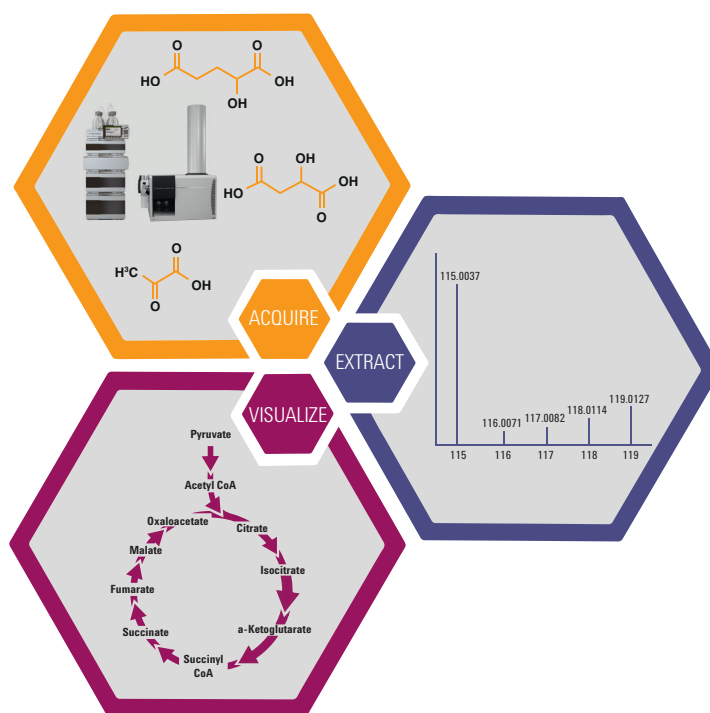 O
O
HO
OH
OH
O
OH
HO
OH
O
O
H³C
OH
O
ACQUIRE
EXTRACT
VISUALIZE
115.0037
116.0071
117.0082
118.0114
119.0127
115
116
117
118
119
Pyruvate
Acetyl CoA
Oxaloacetate
Citrate
Malate
Isocitrate
Fumarate
a-Ketoglutarate
Succinate
Succinyl
CoA